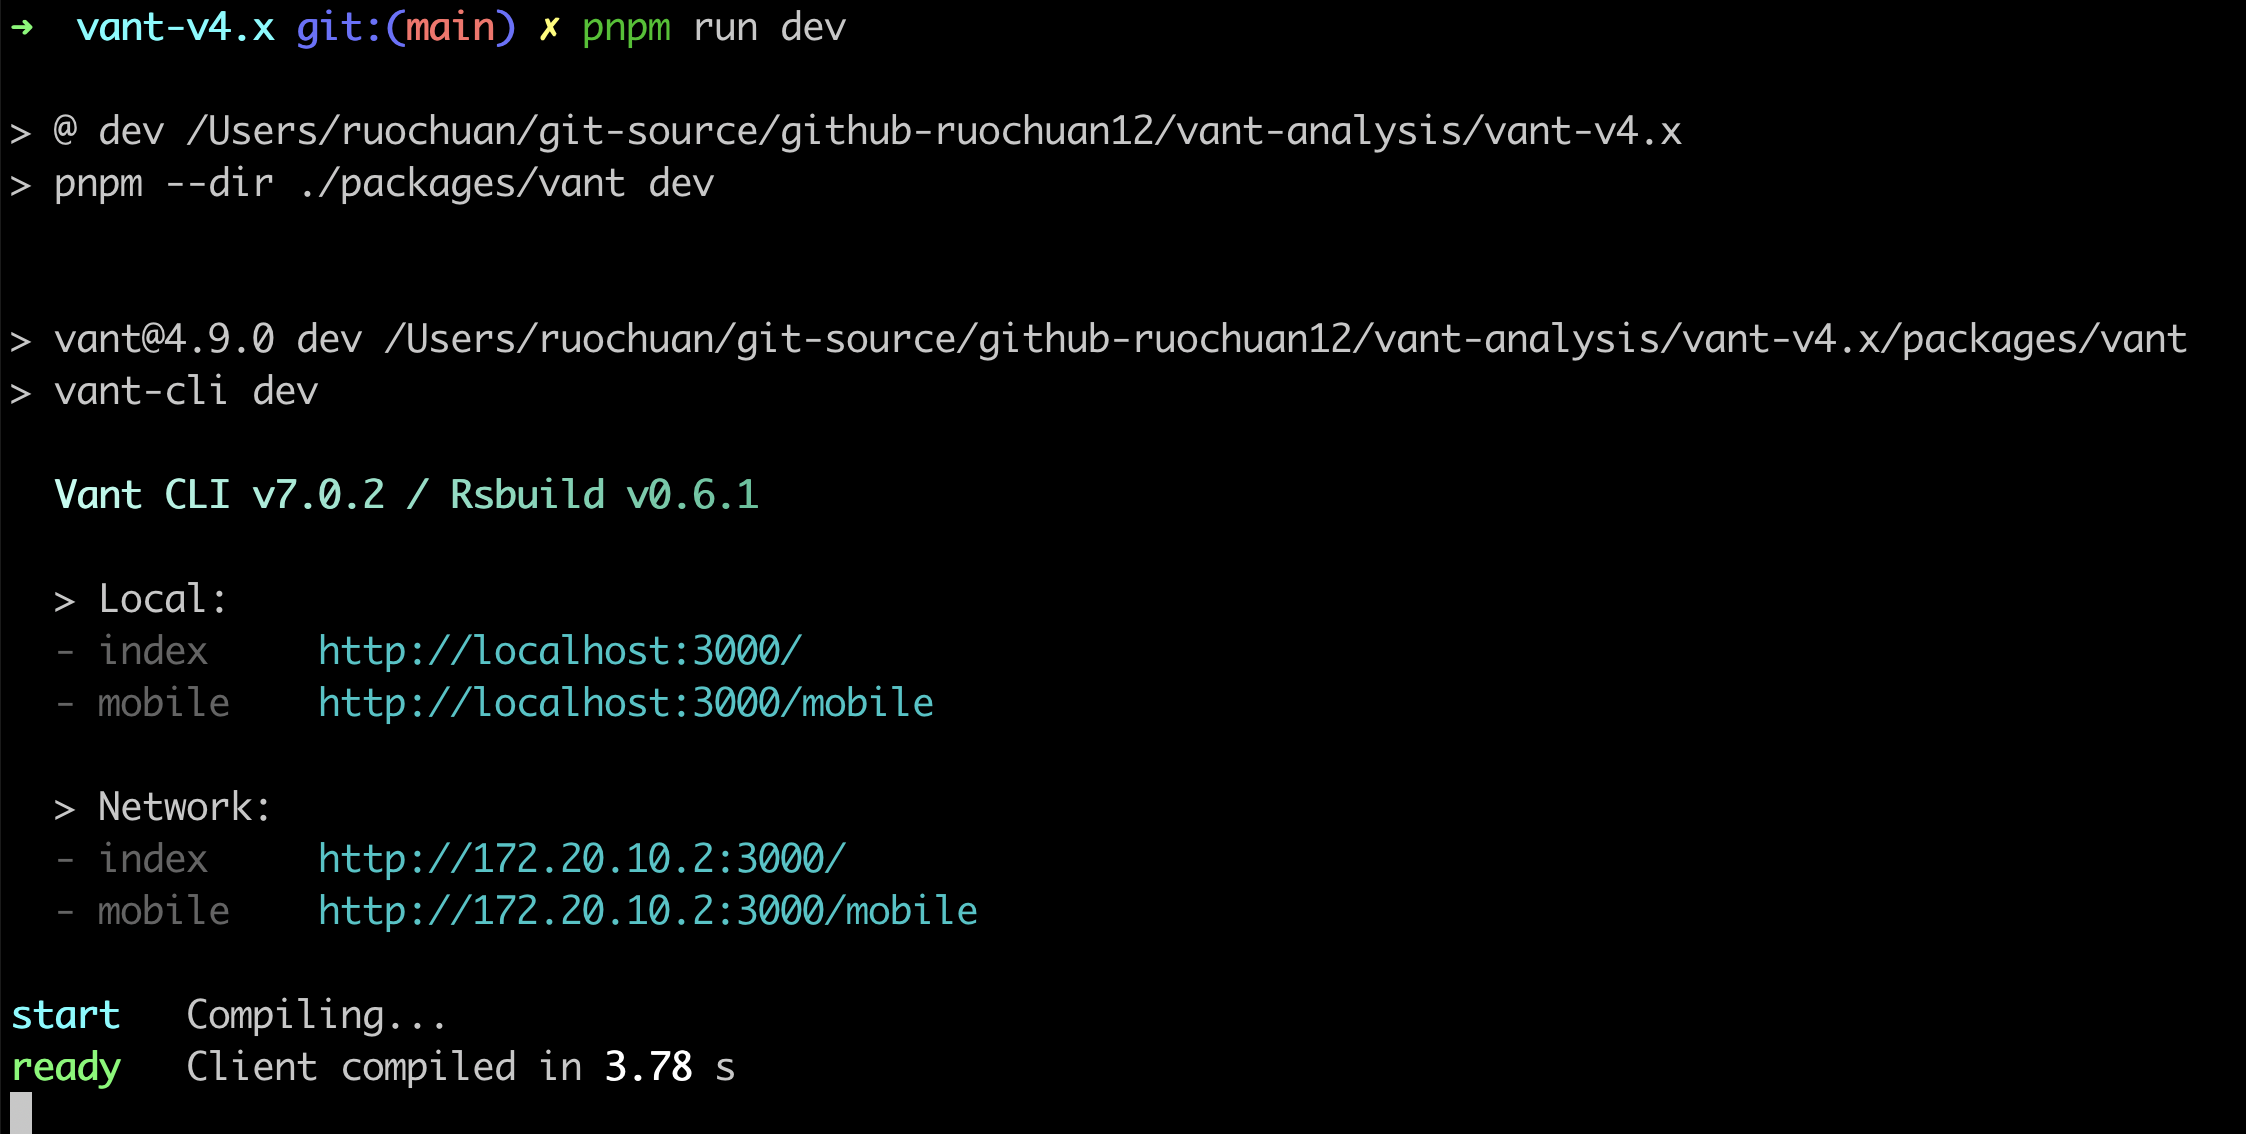 ➜  vant-v4.x git:(main) ✗ pnpm run dev
> @ dev /Users/ruochuan/git-source/github-ruochuan12/vant-analysis/vant-v4.x
> pnpm --dir ./packages/vant dev
> vant@4.9.0 dev /Users/ruochuan/git-source/github-ruochuan12/vant-analysis/vant-v4.x/packages/vant
> vant-cli dev
Vant CLI v7.0.2 / Rsbuild v0.6.1
> Local:
- index    http://localhost:3000/
- mobile    http://localhost:3000/mobile
> Network:
- index    http://172.20.10.2:3000/
- mobile    http://172.20.10.2:3000/mobile
start   Compiling...
ready   Client compiled in 3.78 s